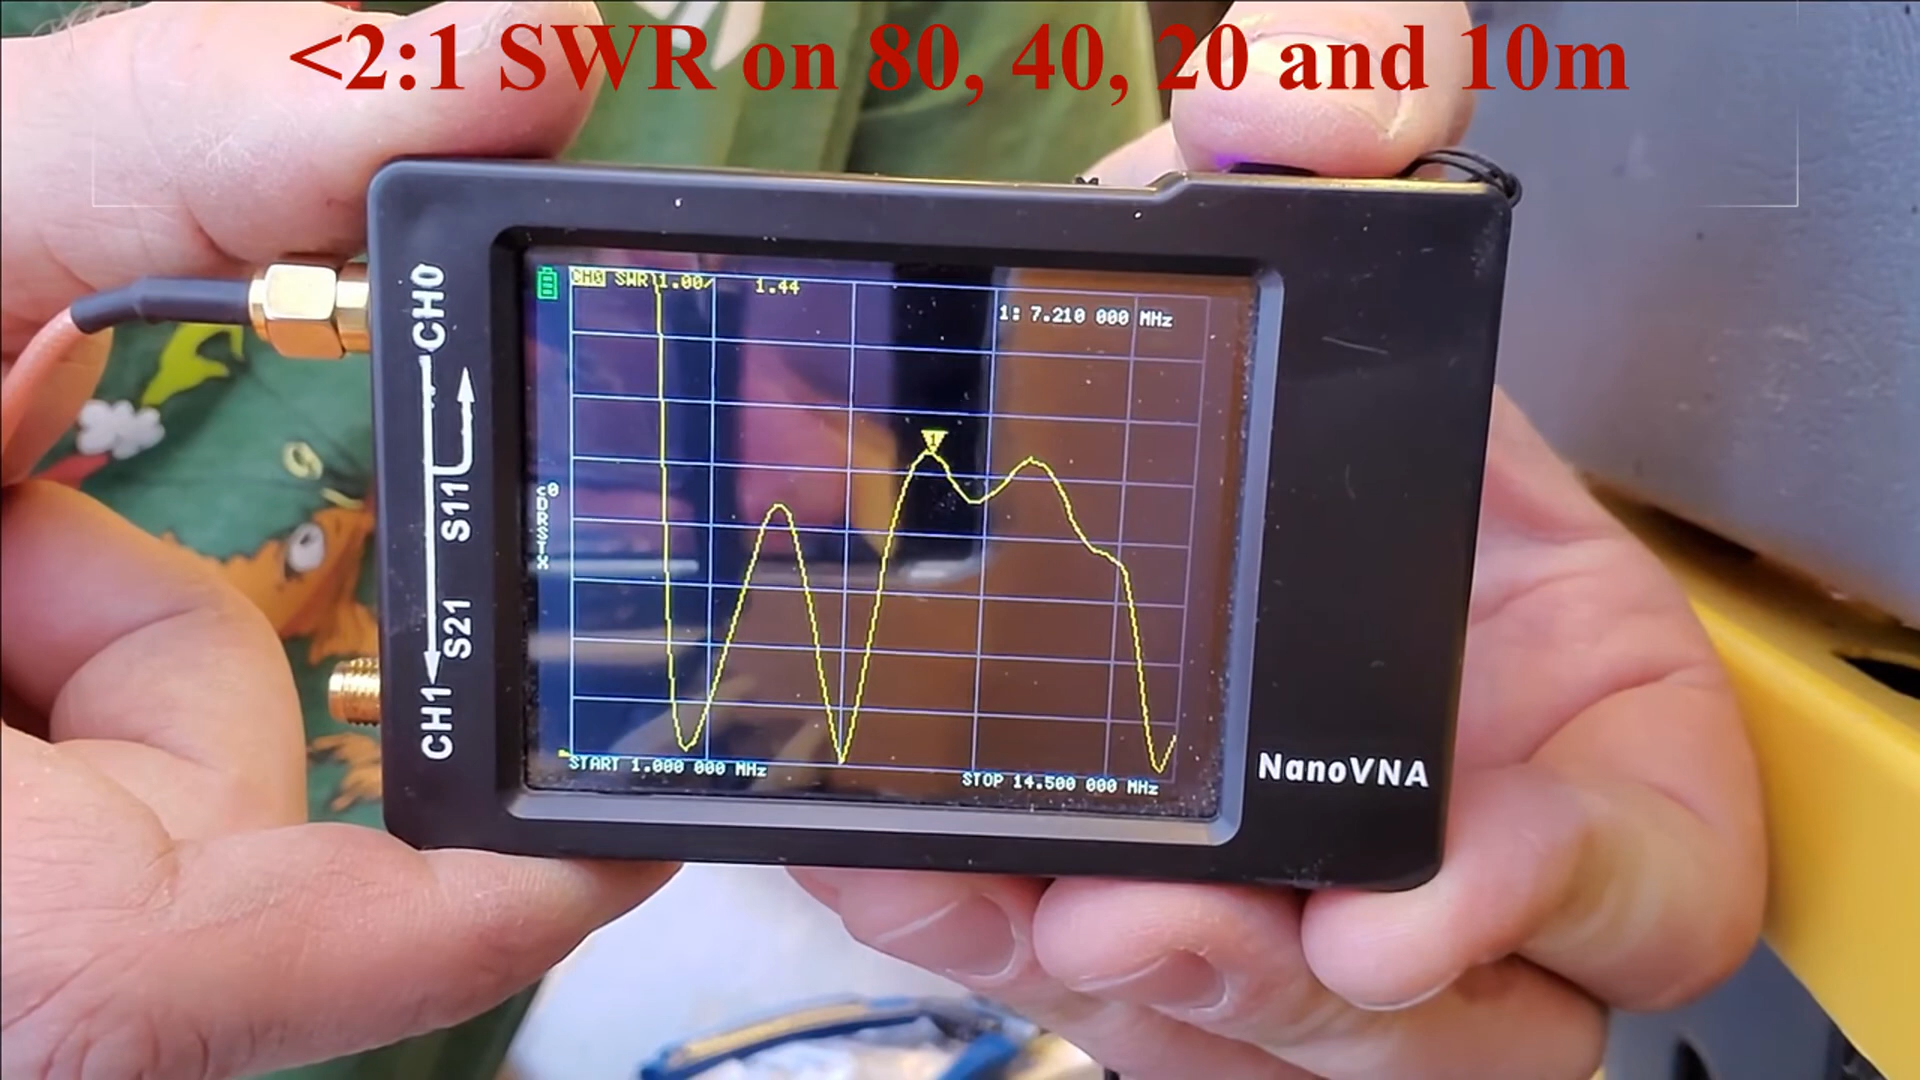 <2:1 SWR on 80, 40, 20 and 10m
CH0 SWR 1.00/ 1.44
1: 7.210 000 MHz
CH0
S11
S21
CH1
c0
D
R
S
T
X
START 1.000 000 MHz
STOP 14.500 000 MHz
NanoVNA